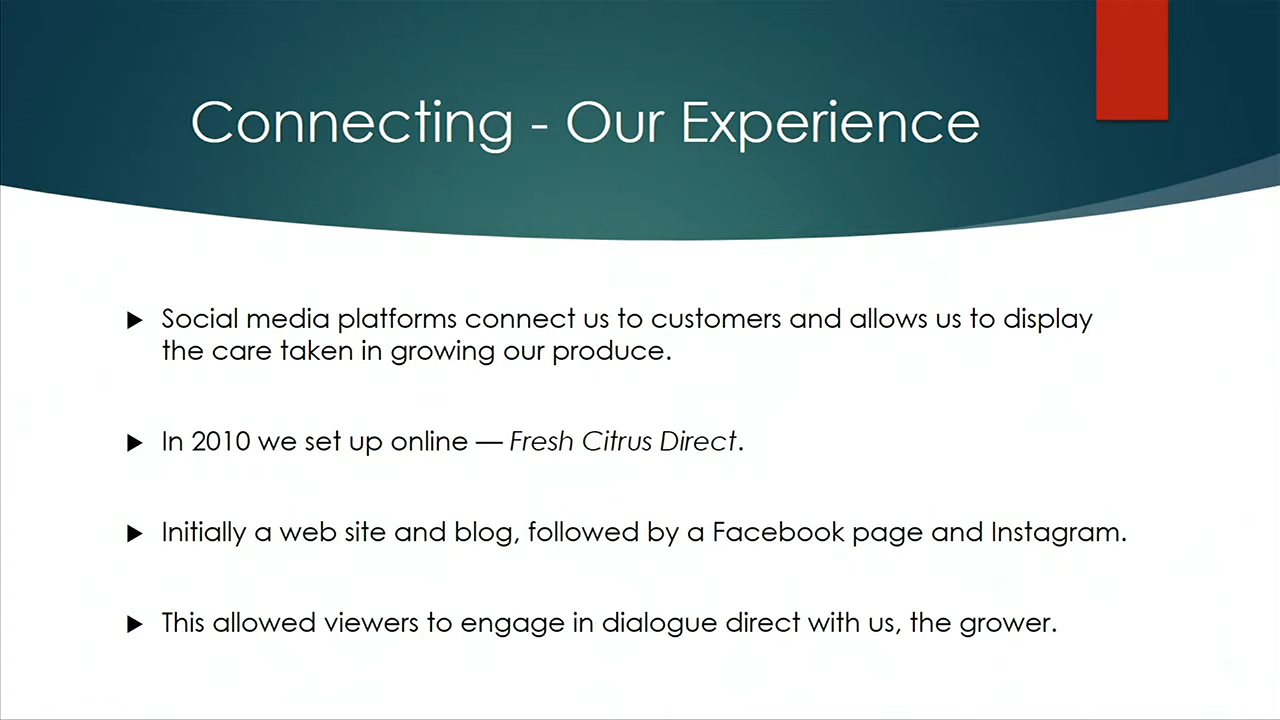 Connecting - Our Experience
Social media platforms connect us to customers and allows us to display
the care taken in growing our produce.
In 2010 we set up online — Fresh Citrus Direct.
Initially a web site and blog, followed by a Facebook page and Instagram.
This allowed viewers to engage in dialogue direct with us, the grower.